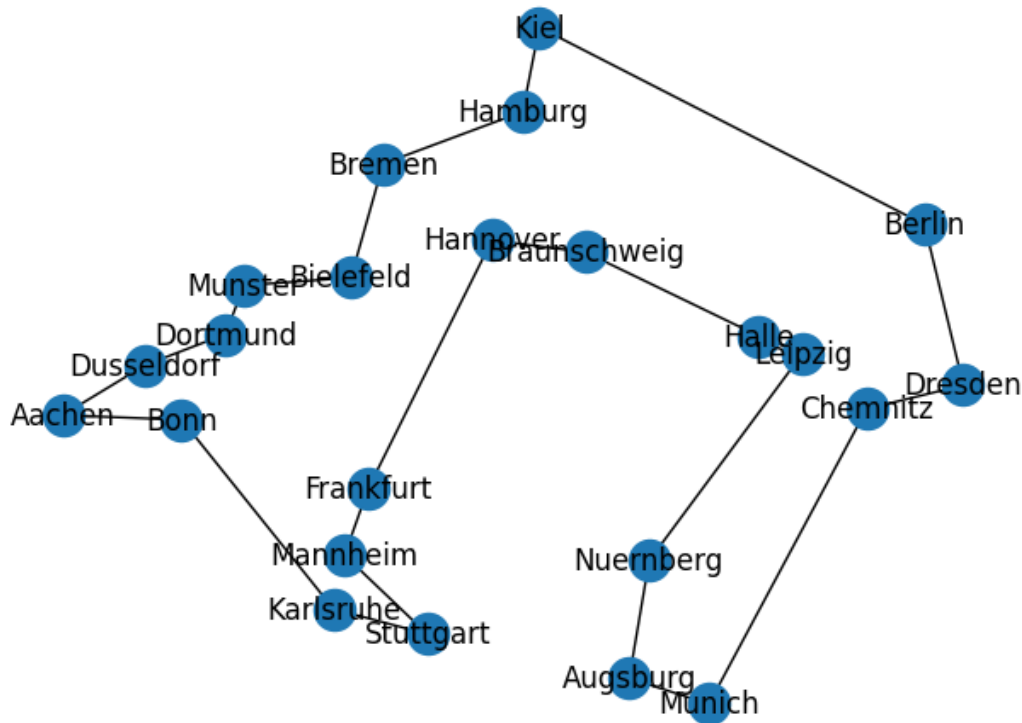 Kiel
Hamburg
Bremen
Berlin
Hannover
Braunschweig
Bielefeld
Munster
Dortmund
Halle
Leipzig
Dusseldorf
Dresden
Chemnitz
Aachen
Bonn
Frankfurt
Mannheim
Nuernberg
Karlsruhe
Stuttgart
Augsburg
Munich